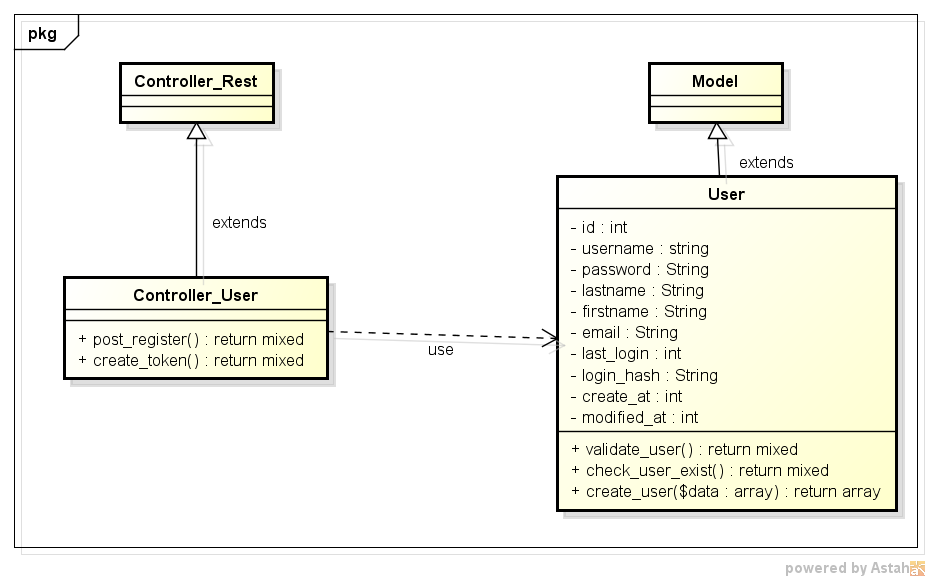 pkg
Controller_Rest
Model
extends
extends
User
- id : int
- username : string
- password : String
- lastname : String
- firstname : String
- email : String
- last_login : int
- login_hash : String
- create_at : int
- modified_at : int
+ validate_user() : return mixed
+ check_user_exist() : return mixed
+ create_user($data : array) : return array
Controller_User
+ post_register() : return mixed
+ create_token() : return mixed
use
powered by Astah